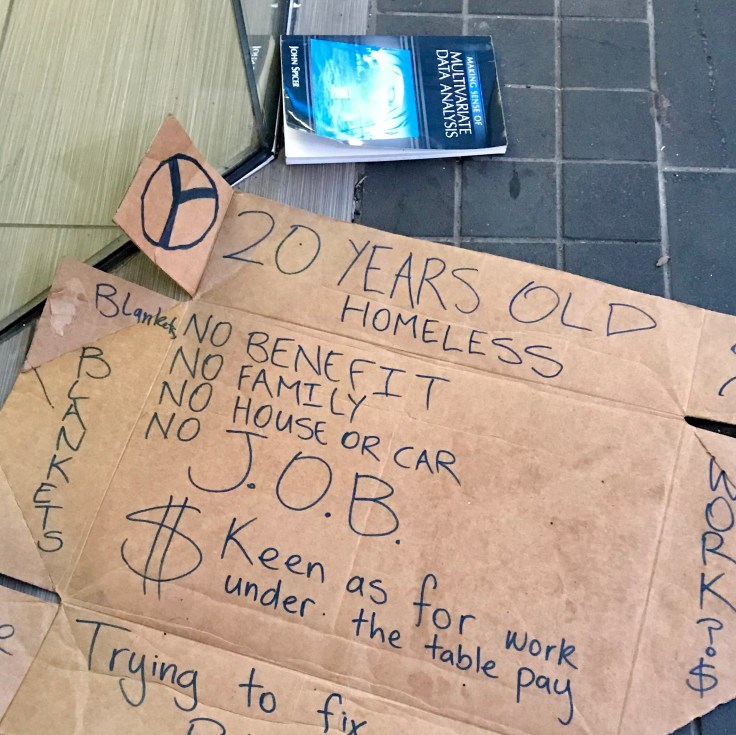 MAKING SENSE OF
MULTIVARIATE
DATA ANALYSIS
JOHN SPICER
20 YEARS OLD
HOMELESS
Blankets
NO BENEFIT
NO FAMILY
NO HOUSE OR CAR
NO J.O.B.
BLANKETS
$ Keen as for work
under. the table pay
WORK?$
Trying to fix